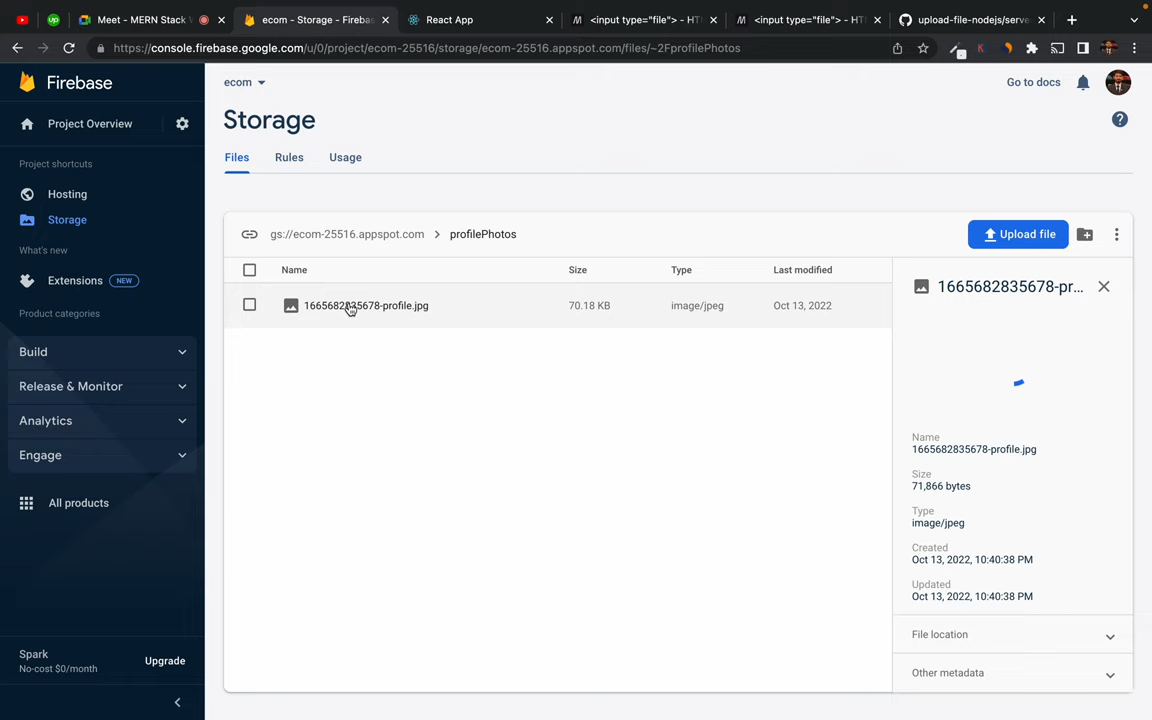 Meet - MERN Stack
ecom - Storage - Firebas
React App
<input type="file"> - HT
<input type="file"> - HT
upload-file-nodejs/serve
https://console.firebase.google.com/u/0/project/ecom-25516/storage/ecom-25516.appspot.com/files/~2FprofilePhotos
Firebase
ecom
Go to docs
Project Overview
Storage
Project shortcuts
Files
Rules
Usage
Hosting
Storage
What's new
Extensions
NEW
Product categories
Build
Release & Monitor
Analytics
Engage
All products
Spark
No-cost $0/month
Upgrade
gs://ecom-25516.appspot.com
profilePhotos
Upload file
Name
Size
Type
Last modified
1665682835678-profile.jpg
70.18 KB
image/jpeg
Oct 13, 2022
1665682835678-pr...
Name
1665682835678-profile.jpg
Size
71,866 bytes
Type
image/jpeg
Created
Oct 13, 2022, 10:40:38 PM
Updated
Oct 13, 2022, 10:40:38 PM
File location
Other metadata